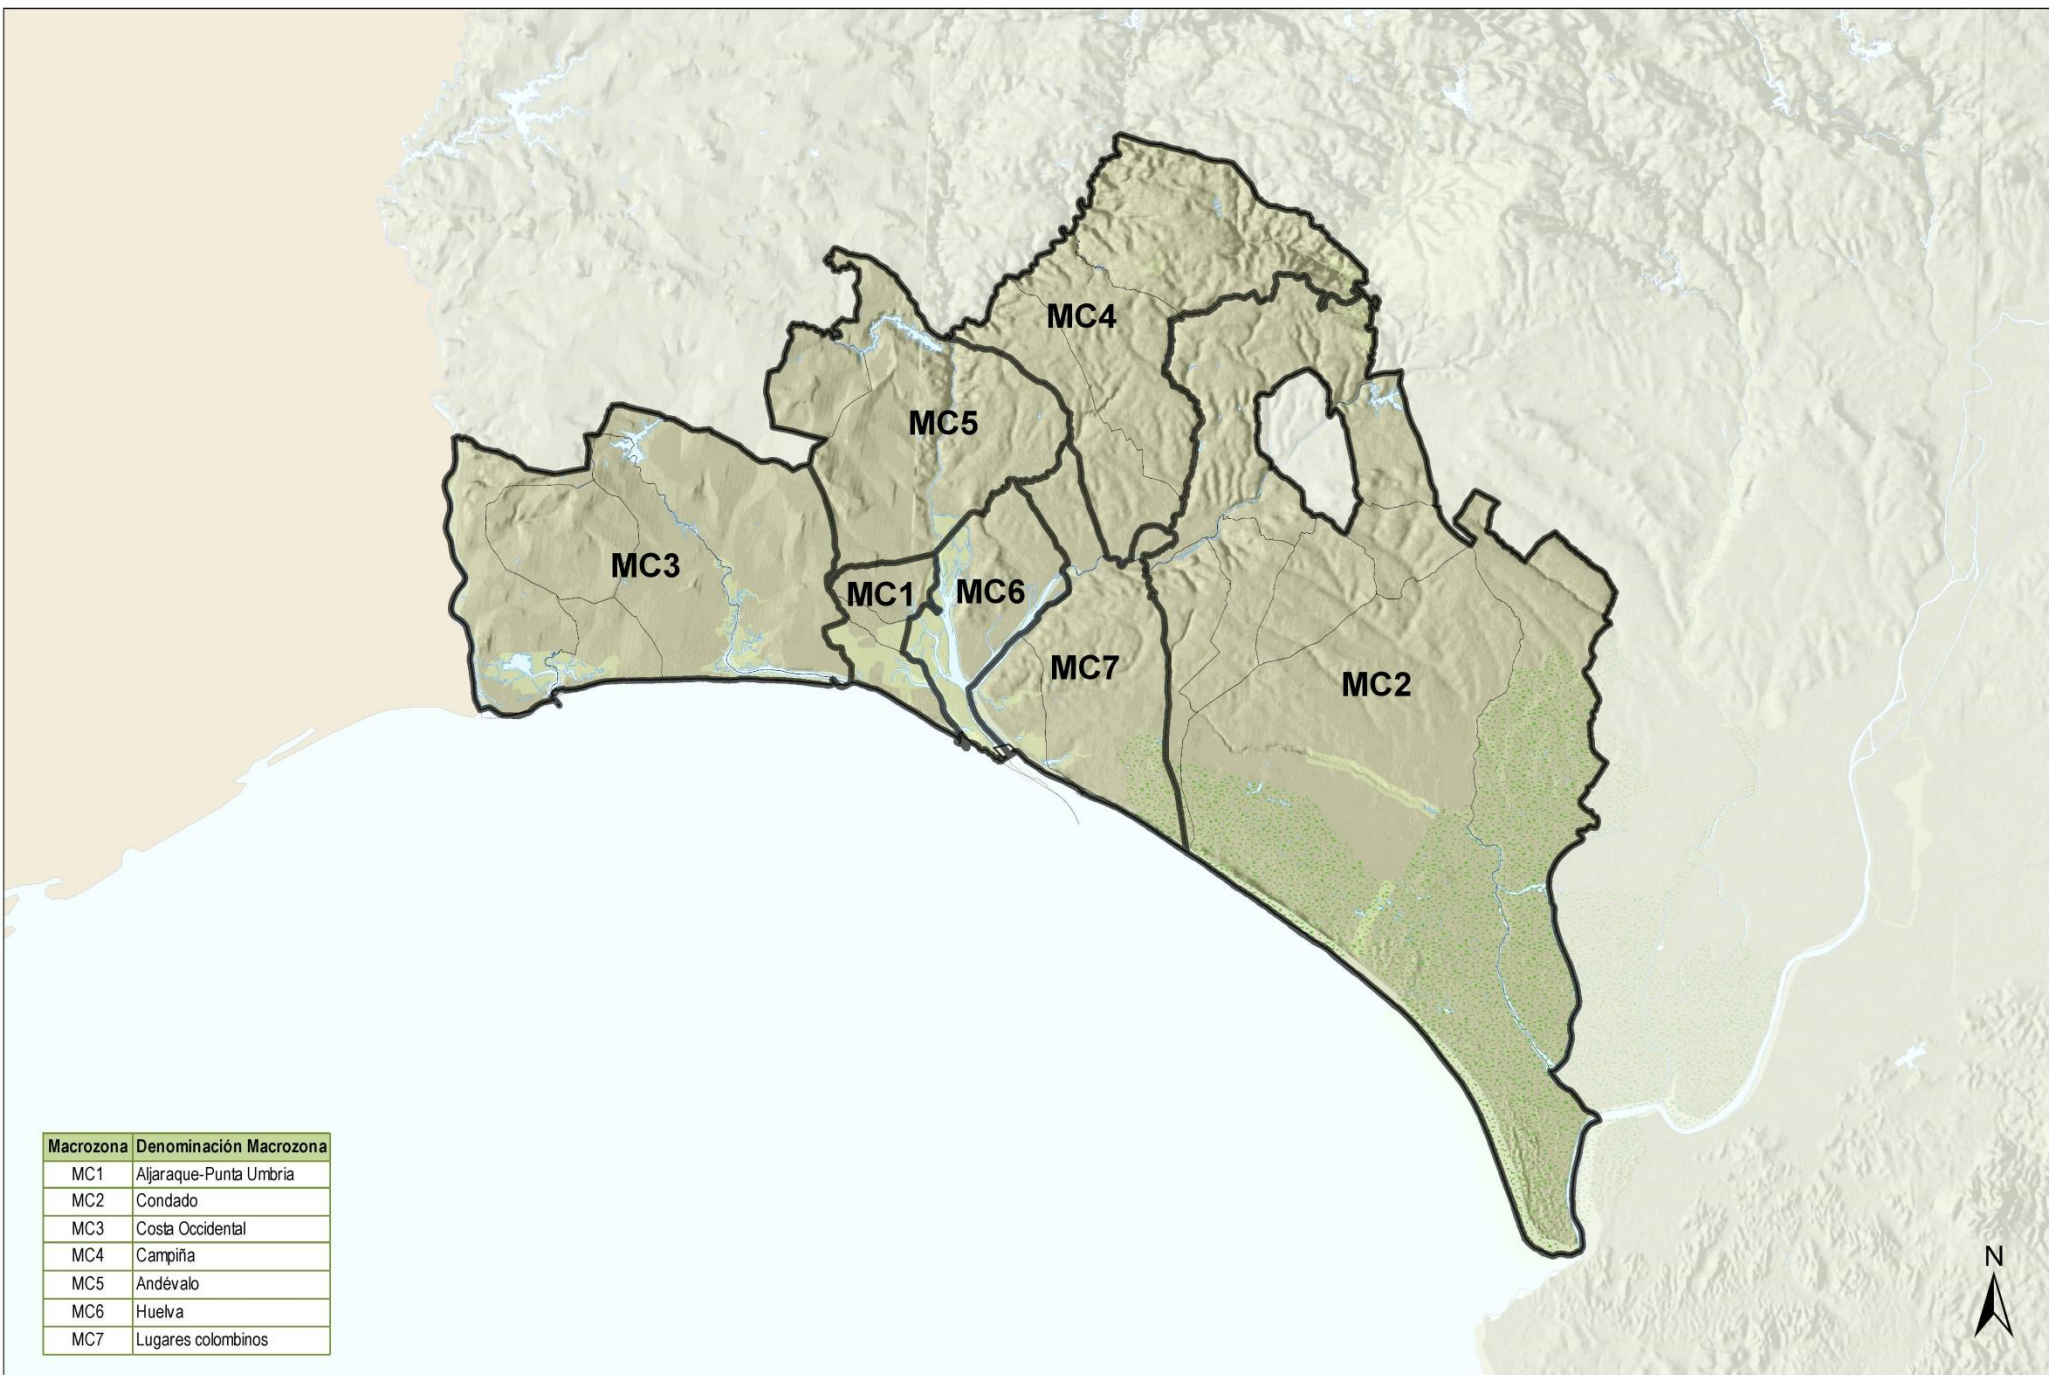 MC4
MC5
MC3
MC1
MC6
MC7
MC2
Macrozona Denominación Macrozona
MC1 Aljaraque-Punta Umbria
MC2 Condado
MC3 Costa Occidental
MC4 Campiña
MC5 Andévalo
MC6 Huelva
MC7 Lugares colombinos
N